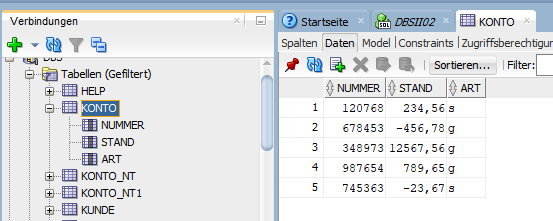 Verbindungen
DBS
Tabellen (Gefiltert)
HELP
KONTO
NUMMER
STAND
ART
KONTO_NT
KONTO_NT1
KUNDE
Startseite
DBSII02
KONTO
Spalten Daten Model Constraints Zugriffsberechtigun
Sortieren... Filter:
NUMMER STAND ART
1 120768 234,56 s
2 678453 -456,78 g
3 348973 12567,56 g
4 987654 789,65 g
5 745363 -23,67 s